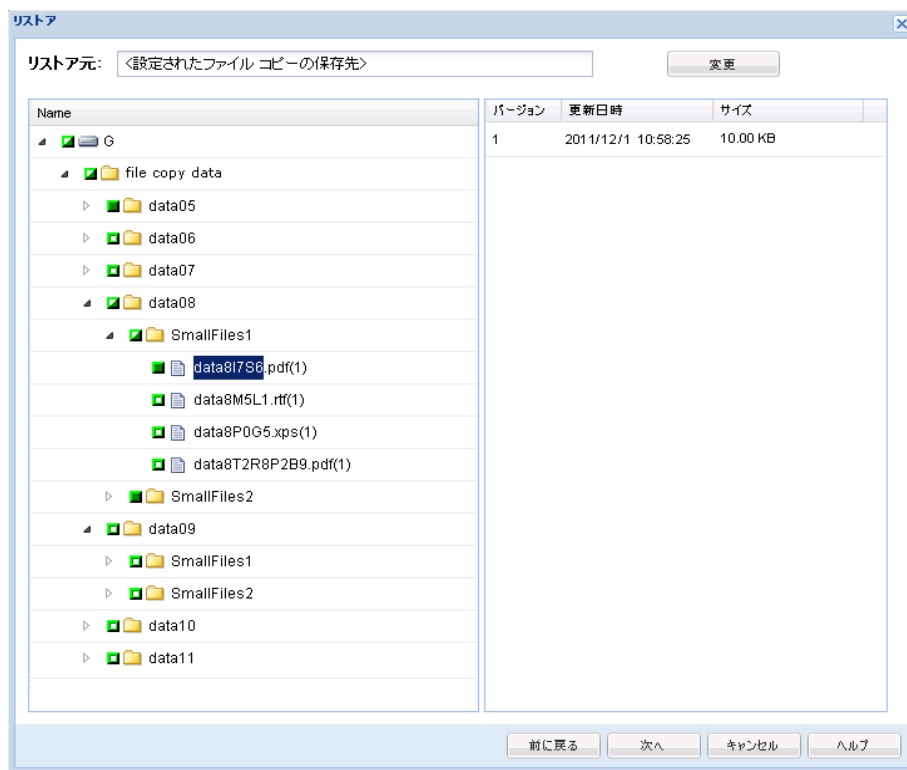 リストア
リストア元: <設定されたファイル コピーの保存先> 変更
Name
G
file copy data
data05
data06
data07
data08
SmallFiles1
data8I7S6.pdf(1)
data8M5L1.rtf(1)
data8P0G5.xps(1)
data8T2R8P2B9.pdf(1)
SmallFiles2
data09
SmallFiles1
SmallFiles2
data10
data11
バージョン 更新日時 サイズ
1 2011/12/1 10:58:25 10.00 KB
前に戻る 次へ キャンセル ヘルプ